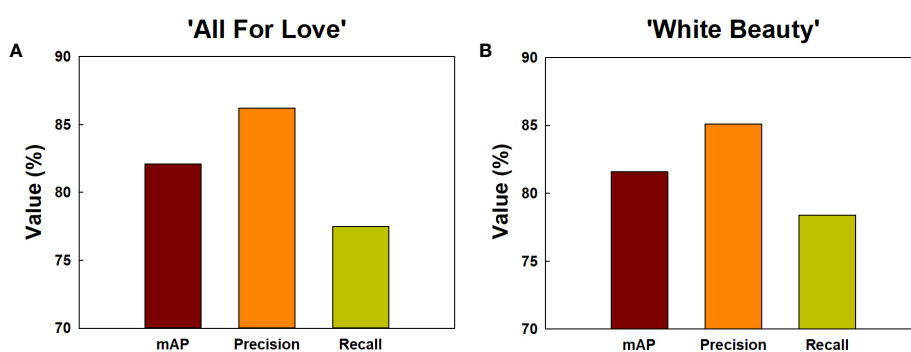 A
'All For Love'
Value (%)
90
85
80
75
70
mAP Precision Recall
B
'White Beauty'
Value (%)
90
85
80
75
70
mAP Precision Recall